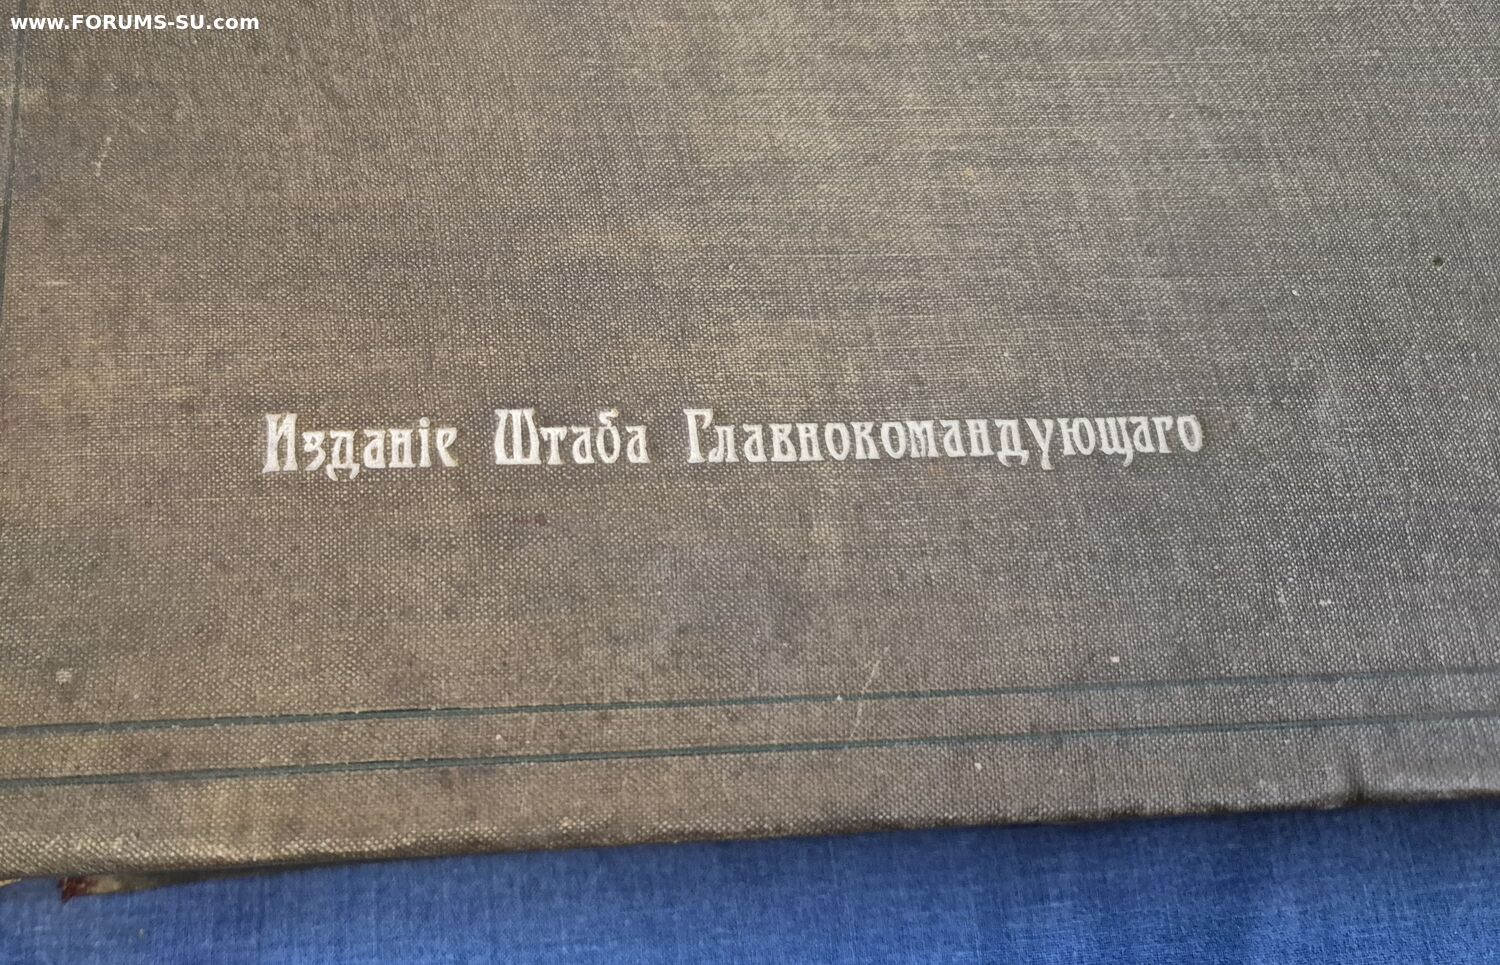 www.FORUMS-SU.com
Изданіе Штаба Главнокомандующаго